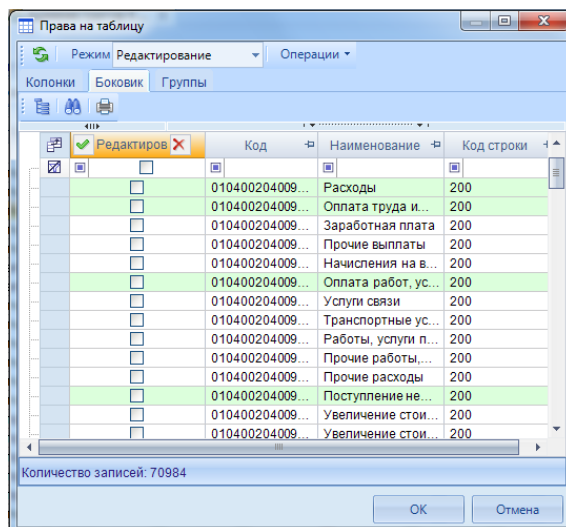 Права на таблицу
Режим Редактирование Операции
Колонки Боковик Группы
Редактиров Код Наименование Код строки
010400204009... Расходы 200
010400204009... Оплата труда и... 200
010400204009... Заработная плата 200
010400204009... Прочие выплаты 200
010400204009... Начисления на в... 200
010400204009... Оплата работ, ус... 200
010400204009... Услуги связи 200
010400204009... Транспортные ус... 200
010400204009... Работы, услуги п... 200
010400204009... Прочие работы,... 200
010400204009... Прочие расходы 200
010400204009... Поступление не... 200
010400204009... Увеличение стои... 200
010400204009... Увеличение стои... 200
Количество записей: 70984
OK Отмена